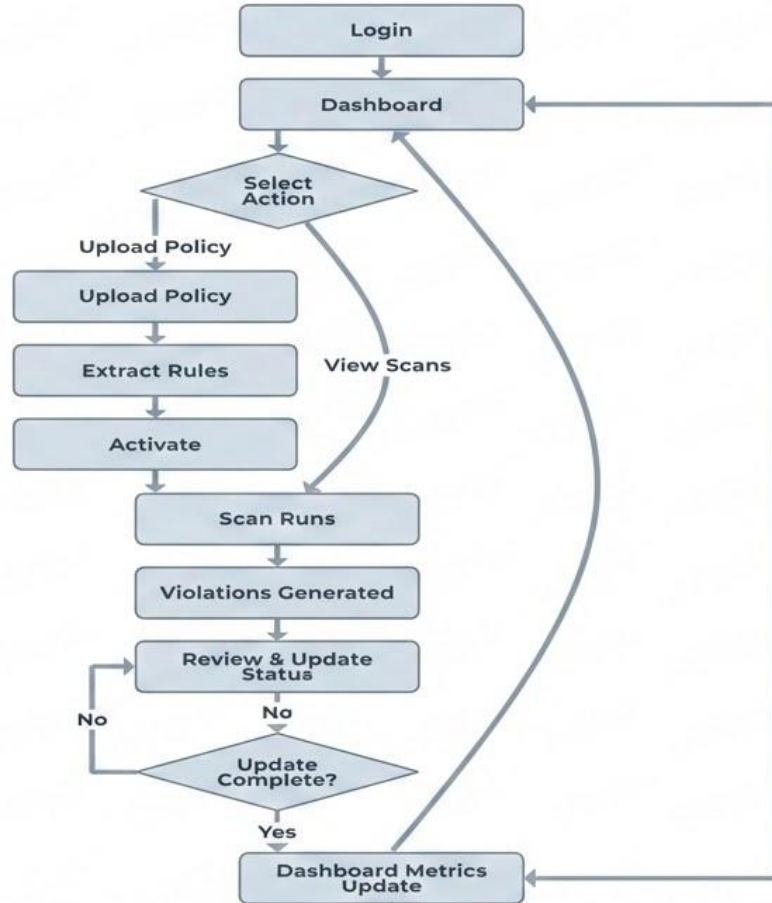 Login
Dashboard
Select
Action
Upload Policy
Upload Policy
Extract Rules
View Scans
Activate
Scan Runs
Violations Generated
Review & Update
Status
No
No
Update
Complete?
Yes
Dashboard Metrics
Update